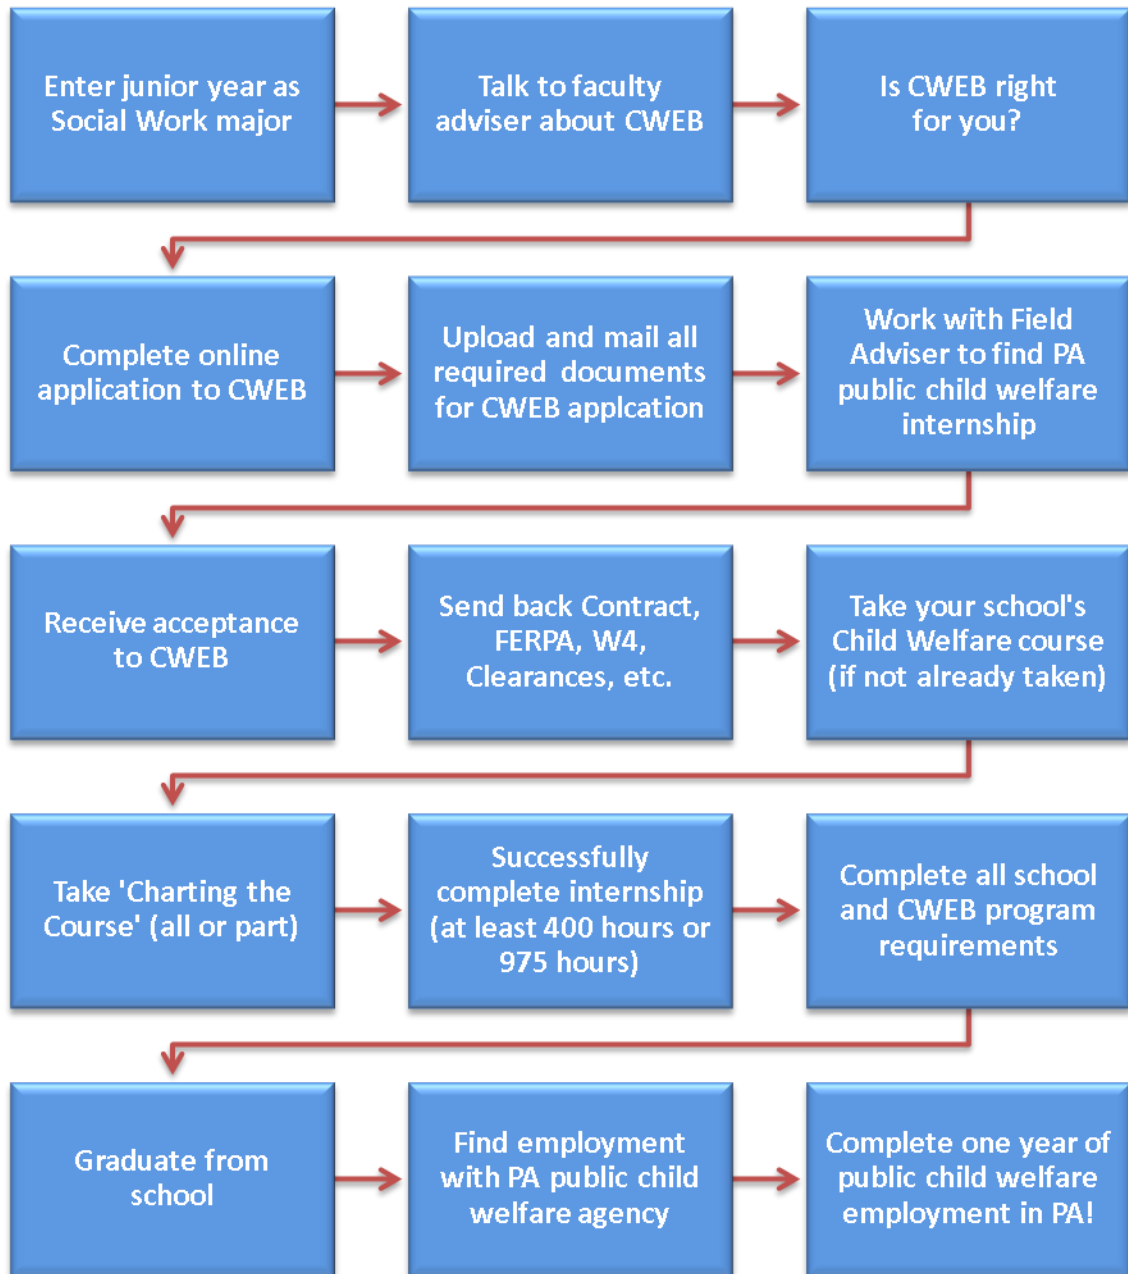 Enter junior year as
Social Work major
Talk to faculty
adviser about CWEB
Is CWEB right
for you?
Complete online
application to CWEB
Upload and mail all
required documents
for CWEB applcation
Work with Field
Adviser to find PA
public child welfare
internship
Receive acceptance
to CWEB
Send back Contract,
FERPA, W4,
Clearances, etc.
Take your school's
Child Welfare course
(if not already taken)
Take 'Charting the
Course' (all or part)
Successfully
complete internship
(at least 400 hours or
975 hours)
Complete all school
and CWEB program
requirements
Graduate from
school
Find employment
with PA public child
welfare agency
Complete one year of
public child welfare
employment in PA!